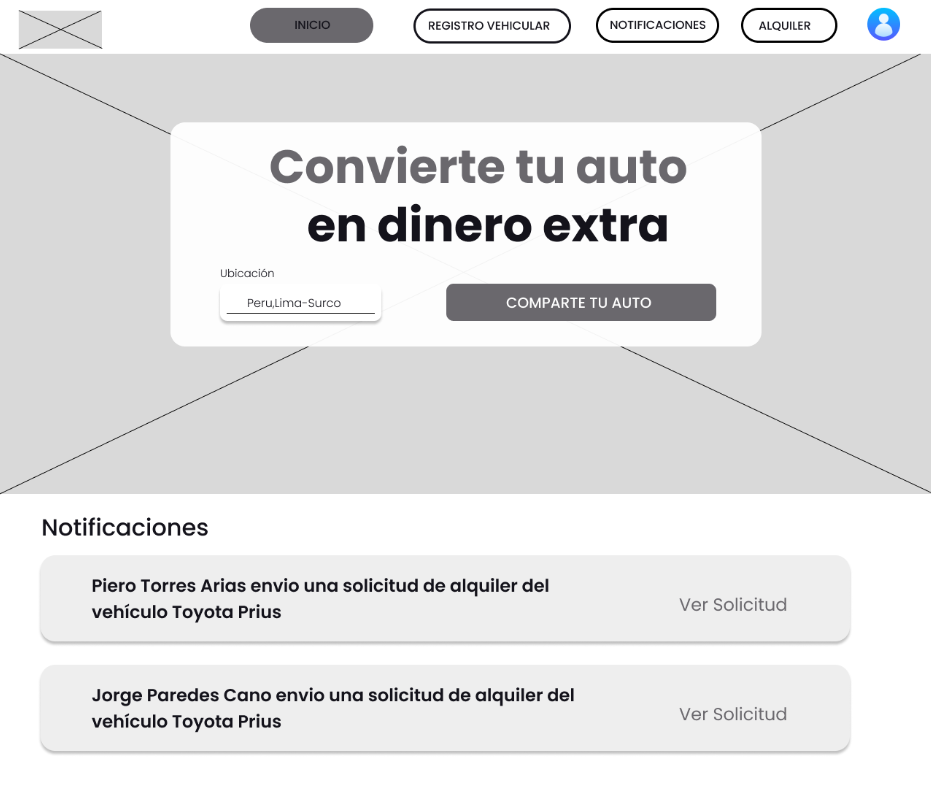 INICIO
REGISTRO VEHICULAR
NOTIFICACIONES
ALQUILER
Convierte tu auto
en dinero extra
Ubicación
Peru,Lima-Surco
COMPARTE TU AUTO
Notificaciones
Piero Torres Arias envio una solicitud de alquiler del
vehículo Toyota Prius
Ver Solicitud
Jorge Paredes Cano envio una solicitud de alquiler del
vehículo Toyota Prius
Ver Solicitud